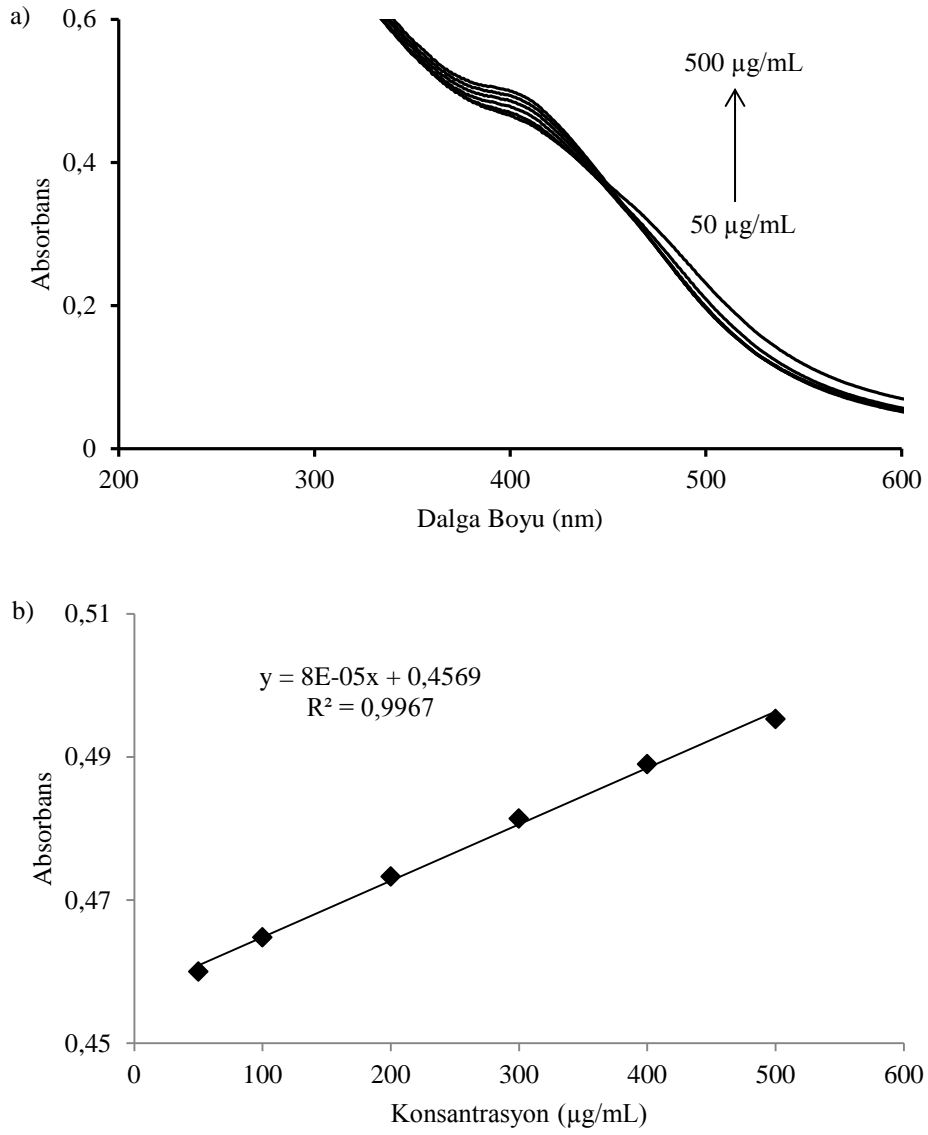 a)
0,6
0,4
0,2
0
Absorbans
500 µg/mL
50 µg/mL
200 300 400 500 600
Dalga Boyu (nm)
b)
0,51
0,49
0,47
0,45
Absorbans
y = 8E-05x + 0,4569
R² = 0,9967
0 100 200 300 400 500 600
Konsantrasyon (µg/mL)